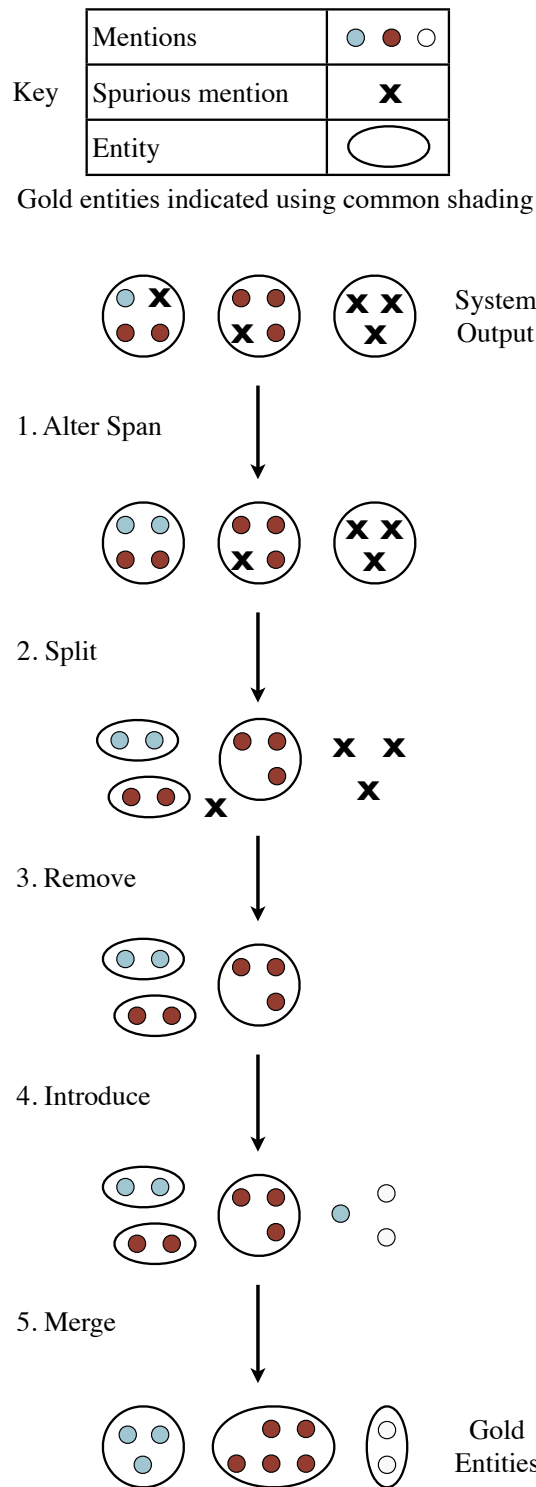 Mentions
Key
Spurious mention
x
Entity
Gold entities indicated using common shading
x
x
x x
x
System
Output
1. Alter Span
x
x x
x
2. Split
x
x x
x
3. Remove
4. Introduce
5. Merge
Gold
Entities